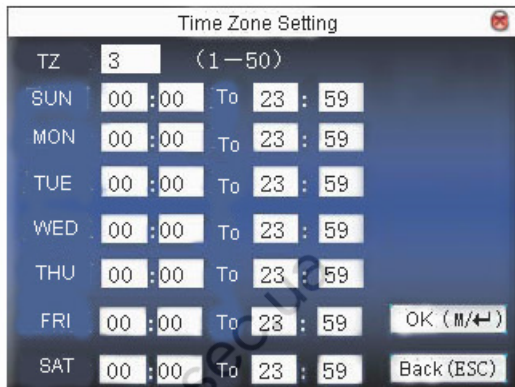 Time Zone Setting
TZ 3 (1—50)
SUN 00 :00 To 23 : 59
MON 00 :00 To 23 : 59
TUE 00 :00 To 23 : 59
WED 00 :00 To 23 : 59
THU 00 :00 To 23 : 59
FRI 00 :00 To 23 : 59 OK (M/↵)
SAT 00 :00 To 23 : 59 Back (ESC)
sec.ua